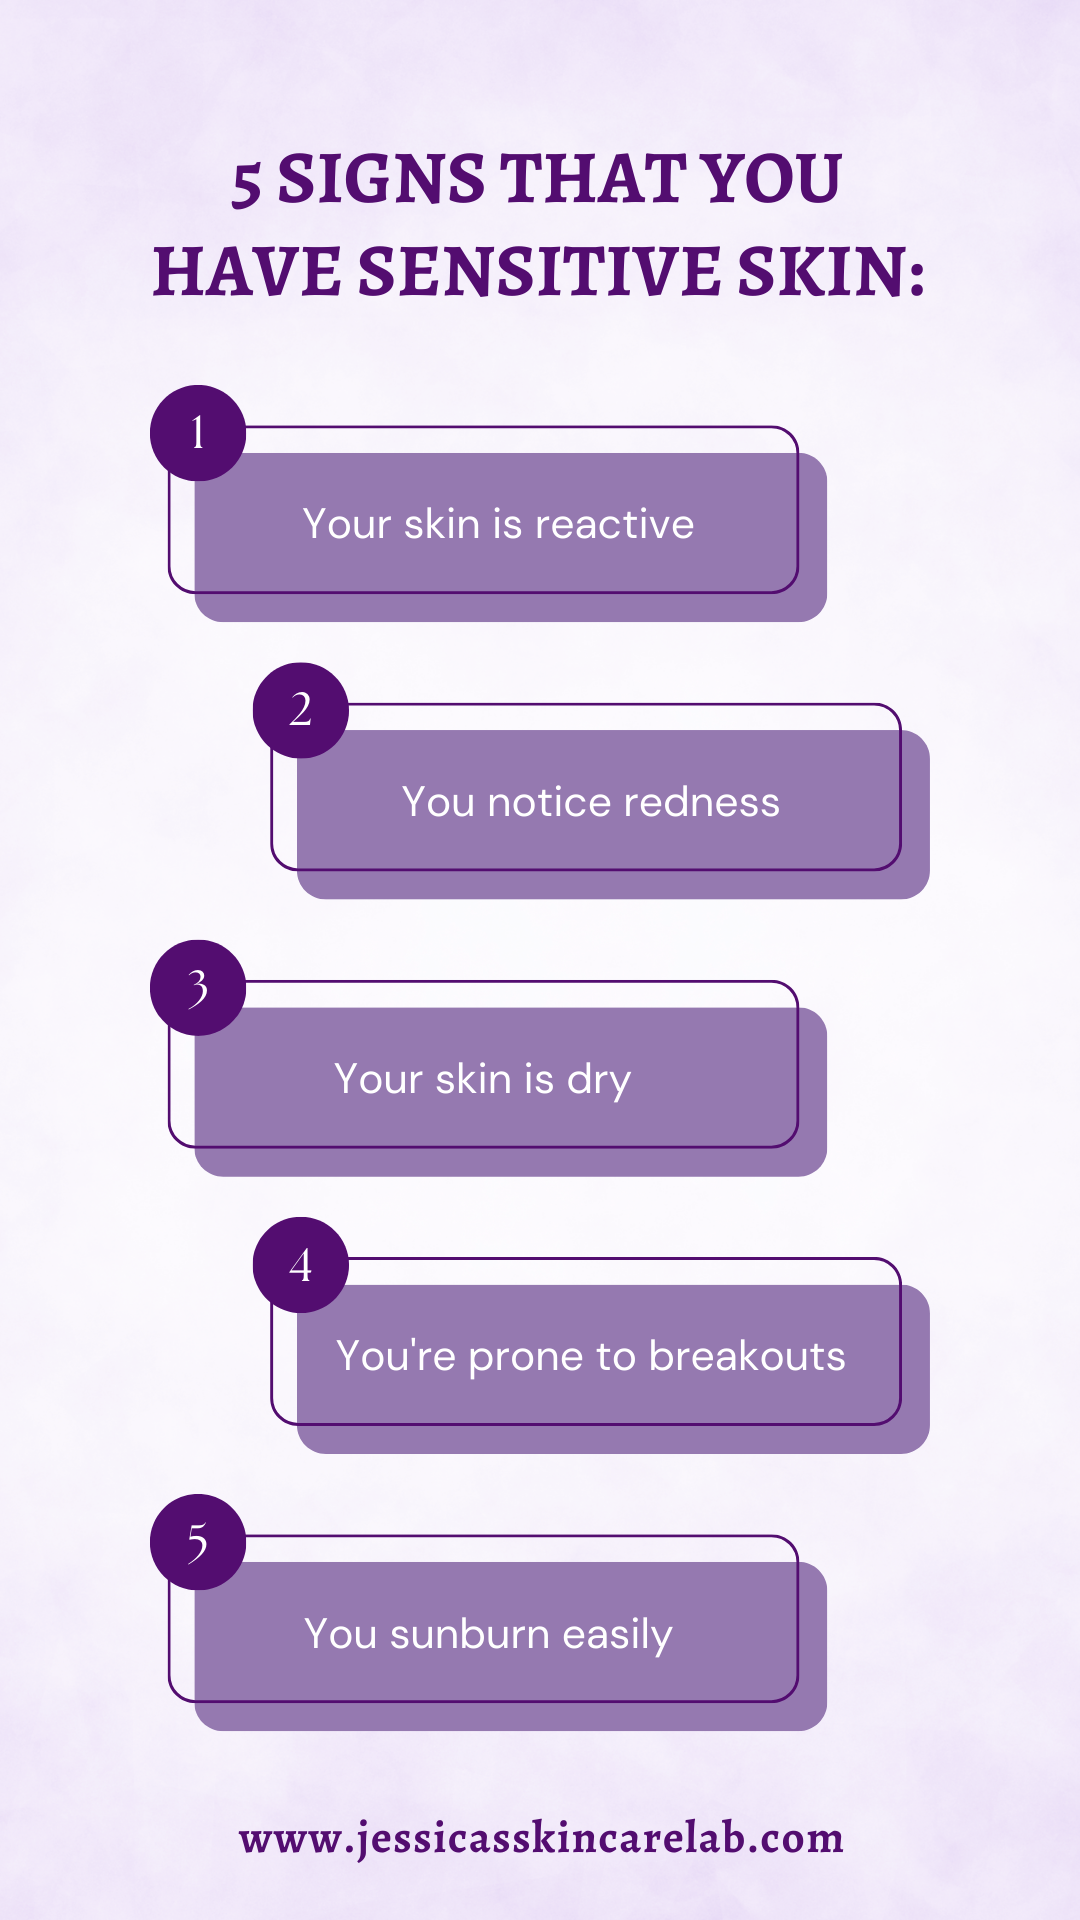 5 SIGNS THAT YOU
HAVE SENSITIVE SKIN:
1
Your skin is reactive
2
You notice redness
3
Your skin is dry
4
You're prone to breakouts
5
You sunburn easily
www.jessicasskincarelab.com